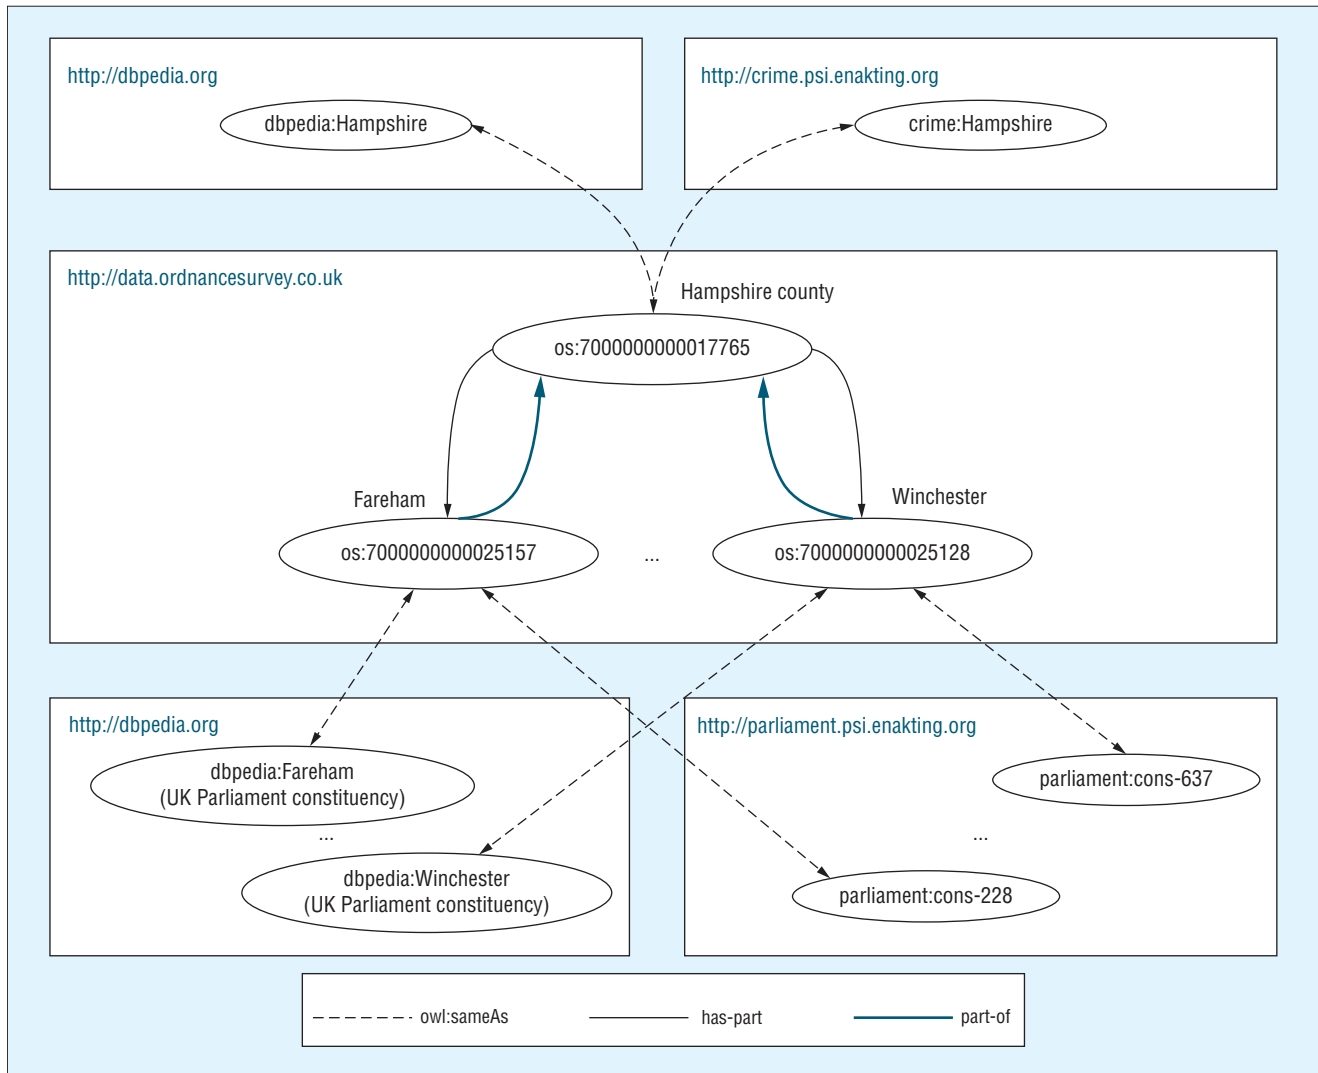 http://dbpedia.org
dbpedia:Hampshire
http://crime.psi.enakting.org
crime:Hampshire
http://data.ordnancesurvey.co.uk
Hampshire county
os:7000000000017765
Fareham
Winchester
os:7000000000025157
...
os:7000000000025128
http://dbpedia.org
dbpedia:Fareham
(UK Parliament constituency)
...
dbpedia:Winchester
(UK Parliament constituency)
http://parliament.psi.enakting.org
parliament:cons-637
...
parliament:cons-228
owl:sameAs
has-part
part-of